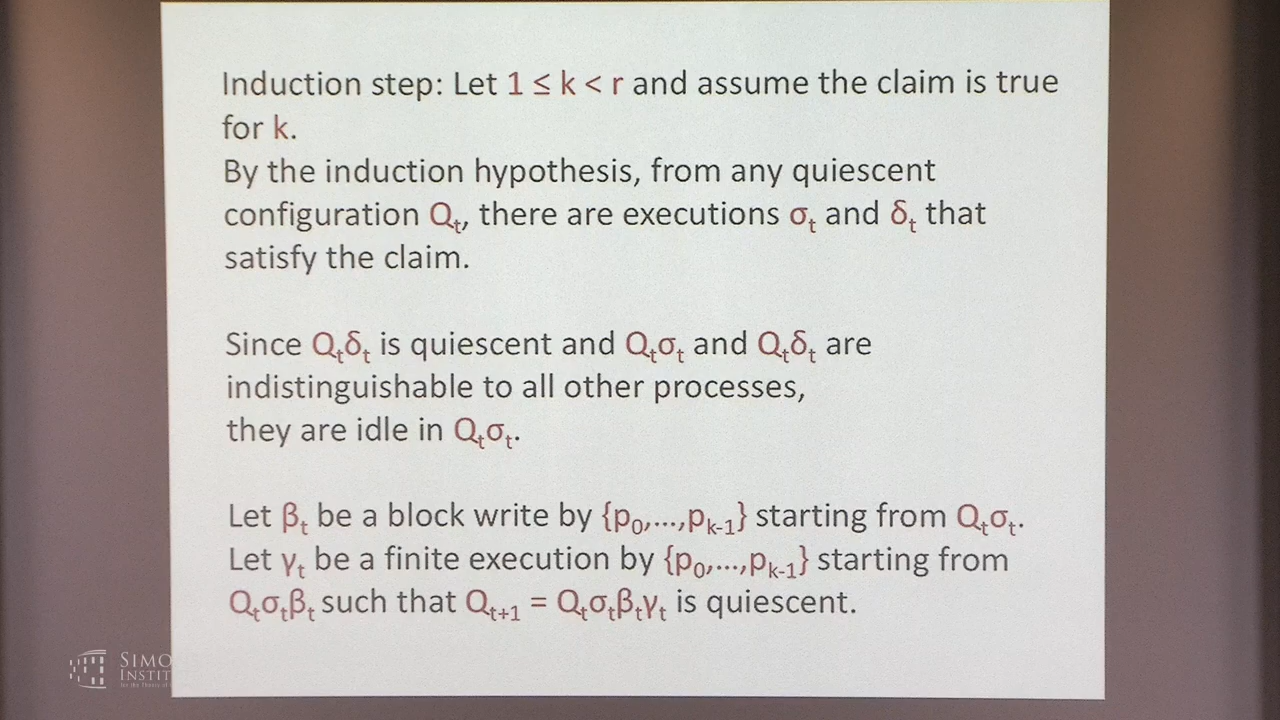 Induction step: Let 1 ≤ k < r and assume the claim is true
for k.
By the induction hypothesis, from any quiescent
configuration Qₜ, there are executions σₜ and δₜ that
satisfy the claim.
Since Qₜδₜ is quiescent and Qₜσₜ and Qₜδₜ are
indistinguishable to all other processes,
they are idle in Qₜσₜ.
Let βₜ be a block write by {p₀,...,pₖ₋₁} starting from Qₜσₜ.
Let γₜ be a finite execution by {p₀,...,pₖ₋₁} starting from
Qₜσₜβₜ such that Qₜ₊₁ = Qₜσₜβₜγₜ is quiescent.